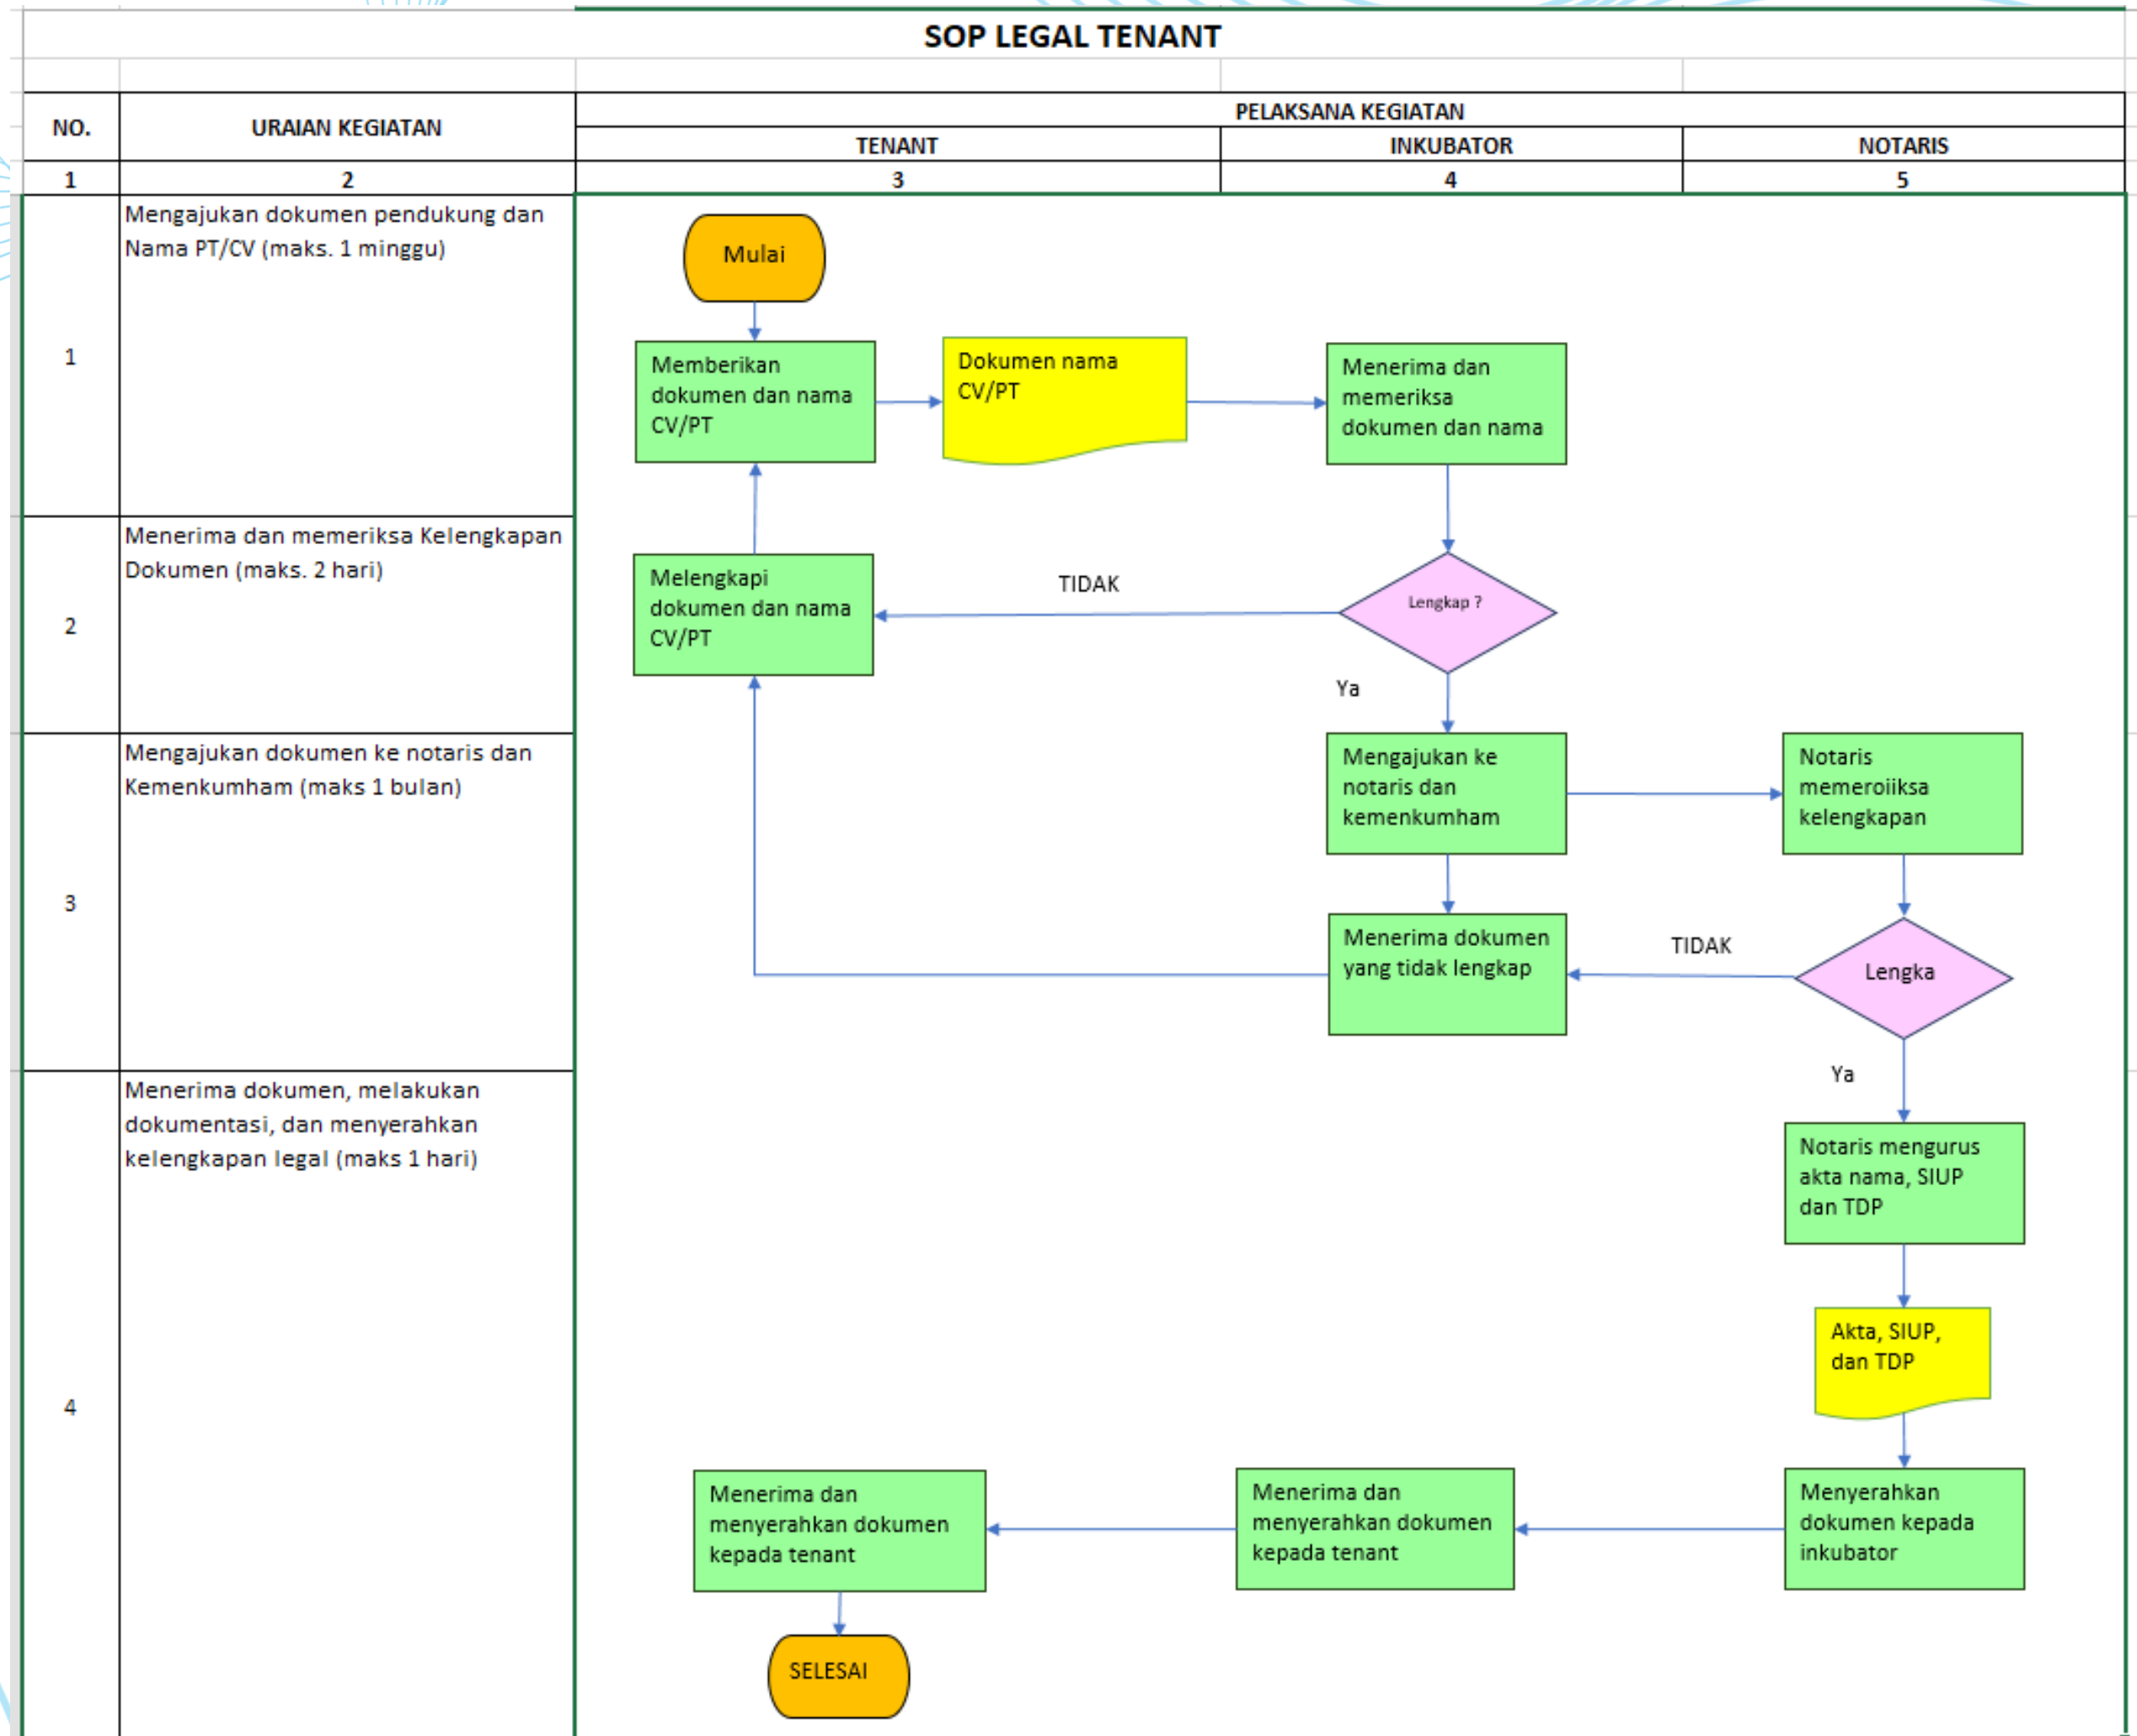 SOP LEGAL TENANT
NO.
URAIAN KEGIATAN
PELAKSANA KEGIATAN
TENANT
INKUBATOR
NOTARIS
1
2
3
4
5
1
Mengajukan dokumen pendukung dan
Nama PT/CV (maks. 1 minggu)
Mulai
Memberikan
dokumen dan nama
CV/PT
Dokumen nama
CV/PT
Menerima dan
memeriksa
dokumen dan nama
2
Menerima dan memeriksa Kelengkapan
Dokumen (maks. 2 hari)
Melengkapi
dokumen dan nama
CV/PT
TIDAK
Lengkap ?
Ya
3
Mengajukan dokumen ke notaris dan
Kemenkumham (maks 1 bulan)
Mengajukan ke
notaris dan
kemenkumham
Notaris
memeroiiksa
kelengkapan
Menerima dokumen
yang tidak lengkap
TIDAK
Lengka
Ya
4
Menerima dokumen, melakukan
dokumentasi, dan menyerahkan
kelengkapan legal (maks 1 hari)
Notaris mengurus
akta nama, SIUP
dan TDP
Akta, SIUP,
dan TDP
Menerima dan
menyerahkan dokumen
kepada tenant
Menerima dan
menyerahkan dokumen
kepada tenant
Menyerahkan
dokumen kepada
inkubator
SELESAI